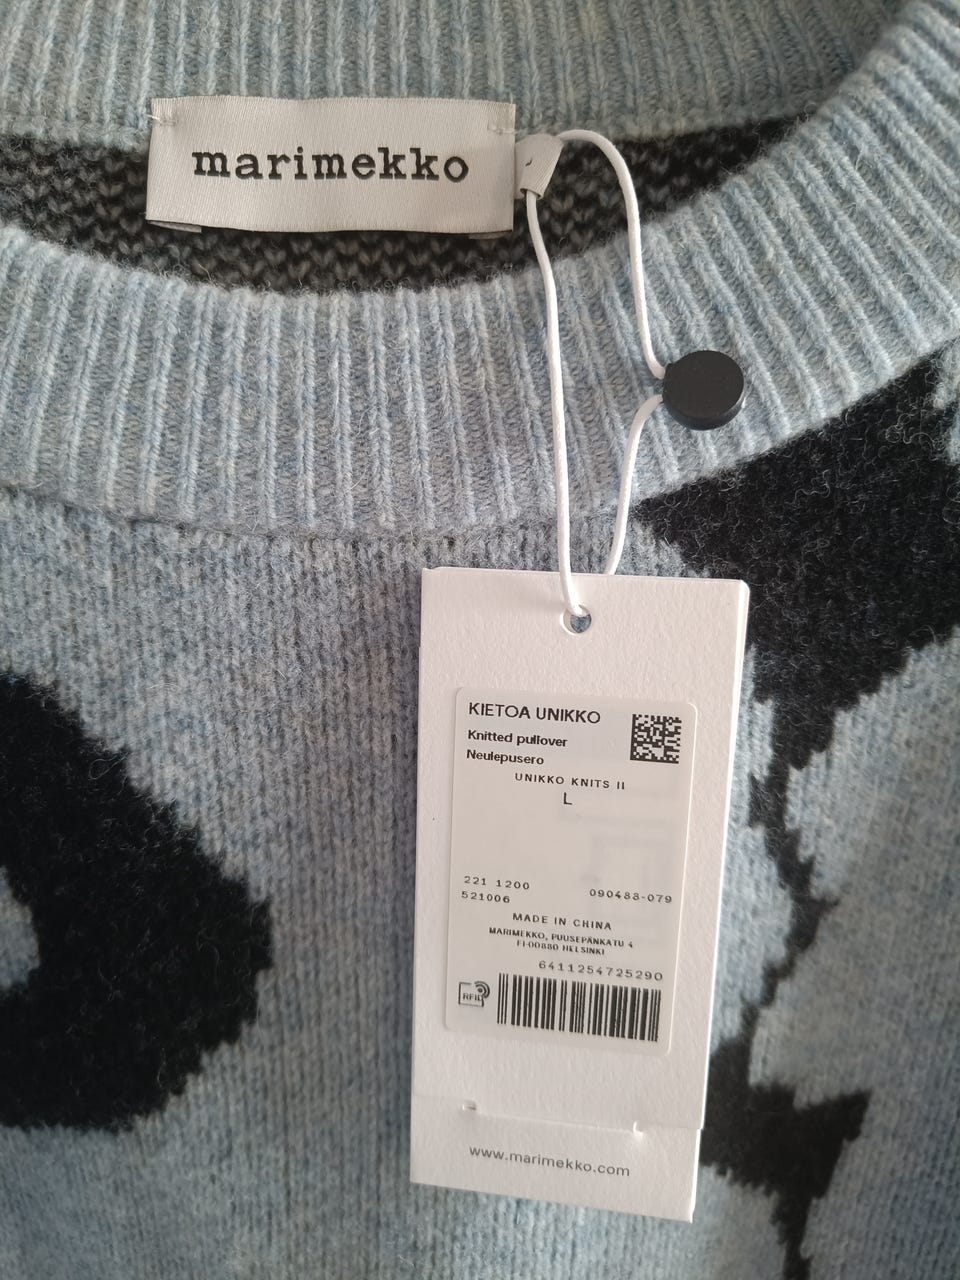 marimekko
KIETOA UNIKKO
Knitted pullover
Neulepusero
UNIKKO KNITS II
L
221 1200
521006
090488-079
MADE IN CHINA
MARIMEKKO, PUUSEPÄNKATU 4
FI-00880 HELSINKI
6411254725290
RFID
www.marimekko.com